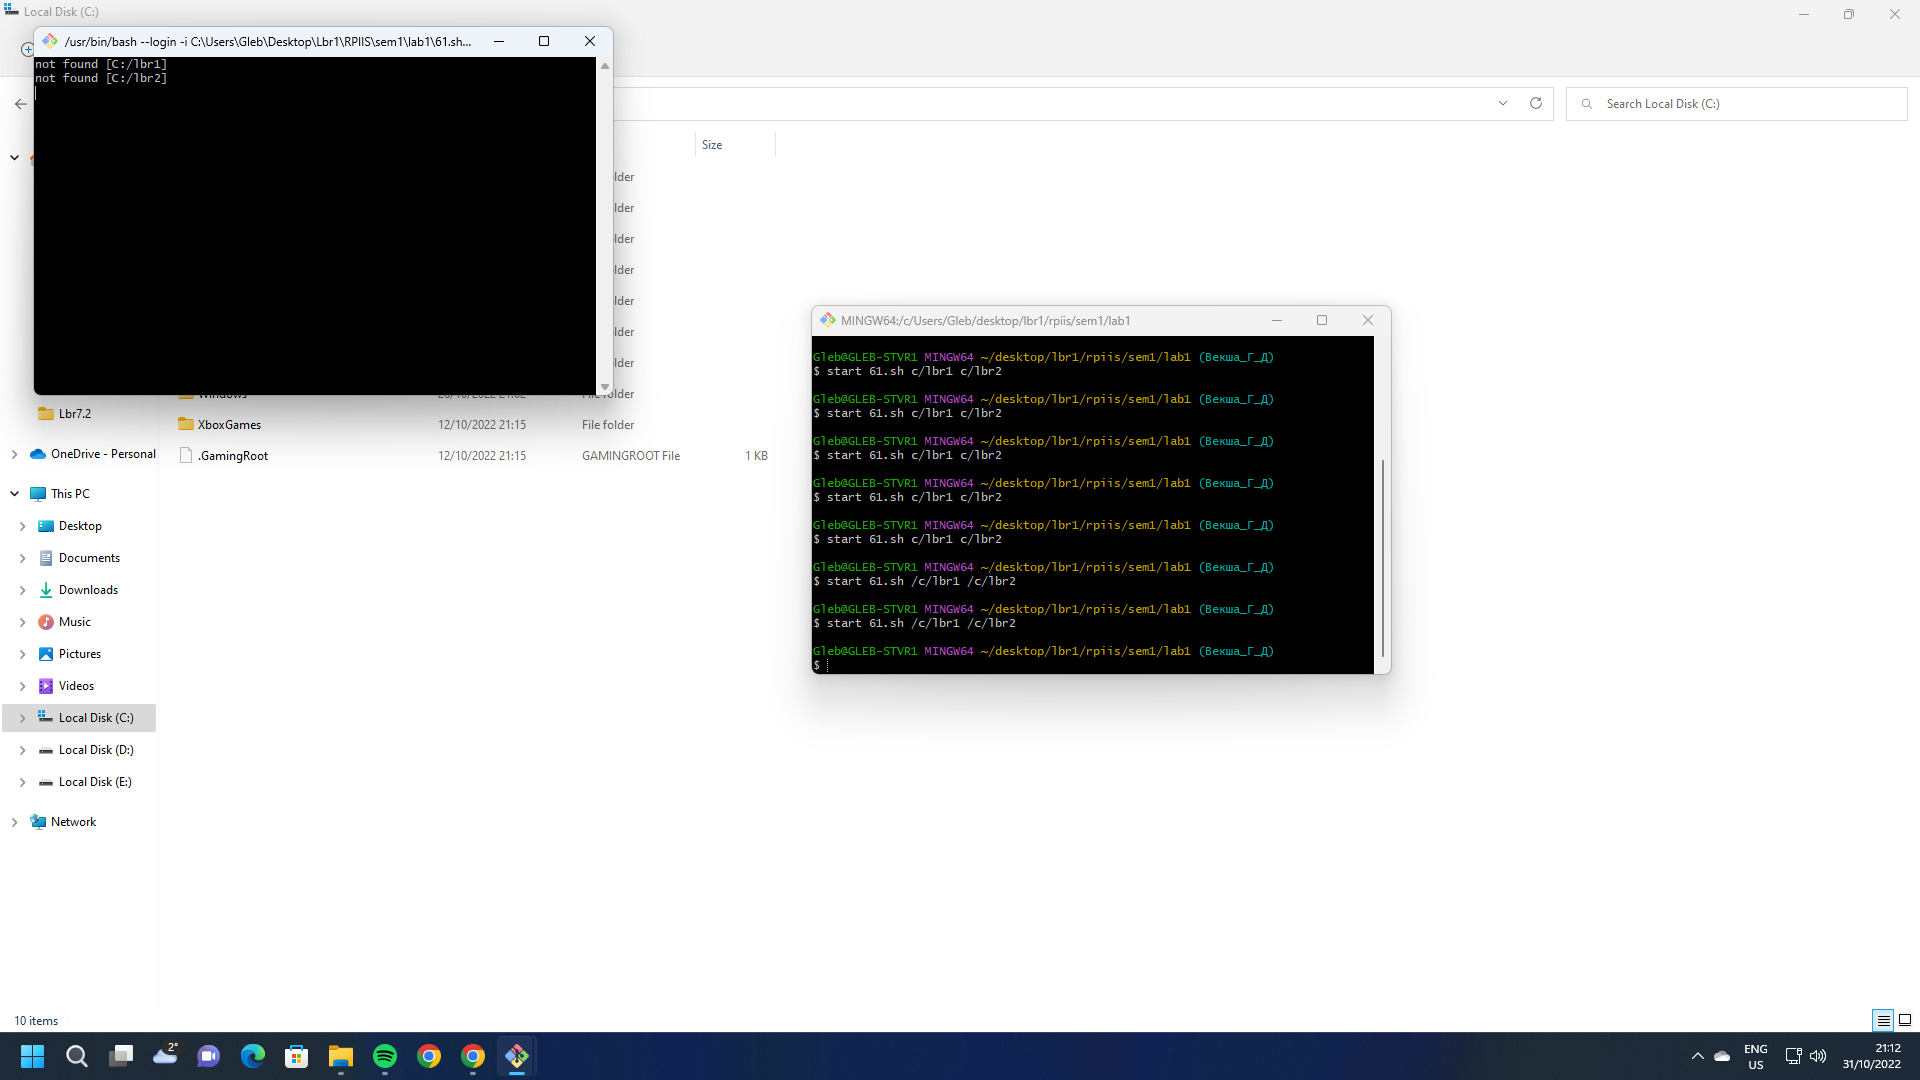 Local Disk (C:)
/usr/bin/bash --login -i C:\Users\Gleb\Desktop\Lbr1\RPIIS\sem1\lab1\61.sh...
not found [C:/lbr1]
not found [C:/lbr2]
Search Local Disk (C:)
Size
File folder
XboxGames 12/10/2022 21:15 File folder
.GamingRoot 12/10/2022 21:15 GAMINGROOT File 1 KB
Lbr7.2
OneDrive - Personal
This PC
Desktop
Documents
Downloads
Music
Pictures
Videos
Local Disk (C:)
Local Disk (D:)
Local Disk (E:)
Network
10 items
MINGW64:/c/Users/Gleb/desktop/lbr1/rpiis/sem1/lab1
Gleb@GLEB-STVR1 MINGW64 ~/desktop/lbr1/rpiis/sem1/lab1 (Векша_Г_Д)
$ start 61.sh c/lbr1 c/lbr2
Gleb@GLEB-STVR1 MINGW64 ~/desktop/lbr1/rpiis/sem1/lab1 (Векша_Г_Д)
$ start 61.sh c/lbr1 c/lbr2
Gleb@GLEB-STVR1 MINGW64 ~/desktop/lbr1/rpiis/sem1/lab1 (Векша_Г_Д)
$ start 61.sh c/lbr1 c/lbr2
Gleb@GLEB-STVR1 MINGW64 ~/desktop/lbr1/rpiis/sem1/lab1 (Векша_Г_Д)
$ start 61.sh c/lbr1 c/lbr2
Gleb@GLEB-STVR1 MINGW64 ~/desktop/lbr1/rpiis/sem1/lab1 (Векша_Г_Д)
$ start 61.sh c/lbr1 c/lbr2
Gleb@GLEB-STVR1 MINGW64 ~/desktop/lbr1/rpiis/sem1/lab1 (Векша_Г_Д)
$ start 61.sh /c/lbr1 /c/lbr2
Gleb@GLEB-STVR1 MINGW64 ~/desktop/lbr1/rpiis/sem1/lab1 (Векша_Г_Д)
$ start 61.sh /c/lbr1 /c/lbr2
Gleb@GLEB-STVR1 MINGW64 ~/desktop/lbr1/rpiis/sem1/lab1 (Векша_Г_Д)
$
2°
ENG
US
21:12
31/10/2022